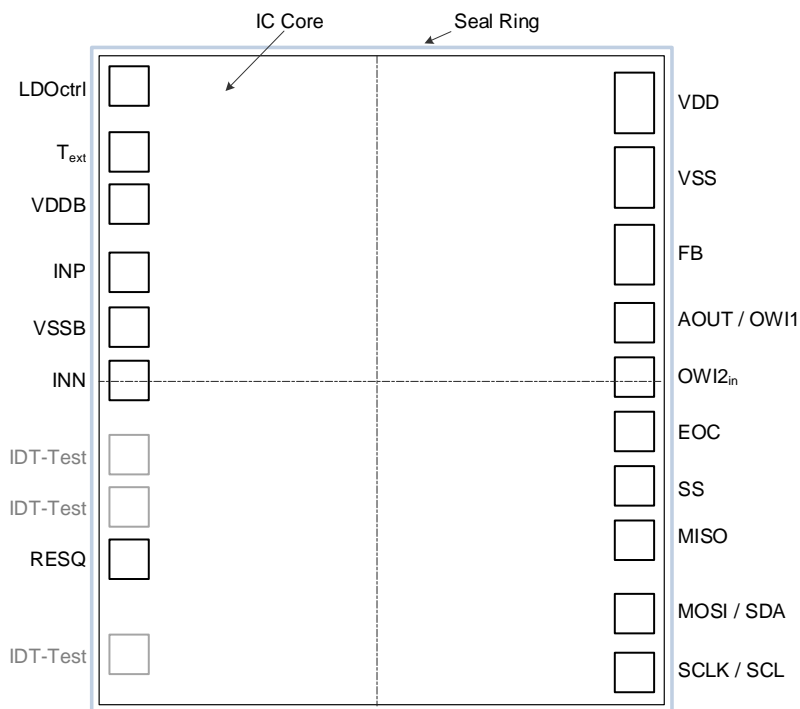 IC Core
Seal Ring
LDOctrl
Text
VDDB
INP
VSSB
INN
IDT-Test
IDT-Test
RESQ
IDT-Test
VDD
VSS
FB
AOUT / OWI1
OWI2in
EOC
SS
MISO
MOSI / SDA
SCLK / SCL